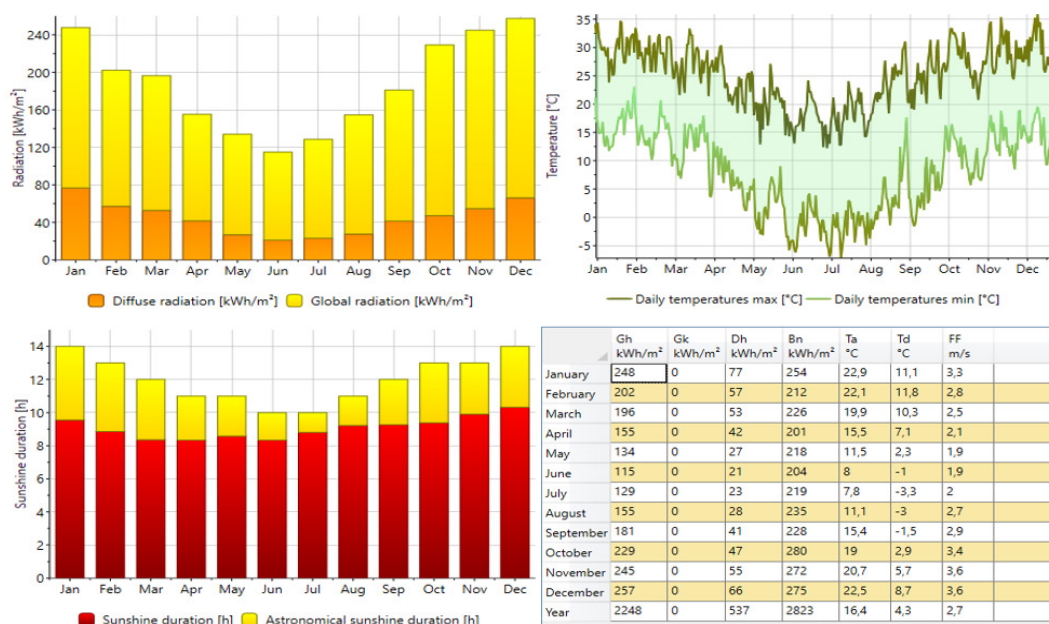 240
200
160
120
80
40
0
Radiation [kWh/m²]
Jan Feb Mar Apr May Jun Jul Aug Sep Oct Nov Dec
Diffuse radiation [kWh/m²] Global radiation [kWh/m²]
35
30
25
20
15
10
5
0
-5
Temperature [°C]
Jan Feb Mar Apr May Jun Jul Aug Sep Oct Nov Dec
Daily temperatures max [°C] Daily temperatures min [°C]
14
12
10
8
6
4
2
0
Sunshine duration [h]
Jan Feb Mar Apr May Jun Jul Aug Sep Oct Nov Dec
Sunshine duration [h] Astronomical sunshine duration [h]
Gh Gk Dh Bn Ta Td FF
kWh/m² kWh/m² kWh/m² kWh/m² °C °C m/s
January 248 0 77 254 22,9 11,1 3,3
February 202 0 57 212 22,1 11,8 2,8
March 196 0 53 226 19,9 10,3 2,5
April 155 0 42 201 15,5 7,1 2,1
May 134 0 27 218 11,5 2,3 1,9
June 115 0 21 204 8 -1 1,9
July 129 0 23 219 7,8 -3,3 2
August 155 0 28 235 11,1 -3 2,7
September 181 0 41 228 15,4 -1,5 2,9
October 229 0 47 280 19 2,9 3,4
November 245 0 55 272 20,7 5,7 3,6
December 257 0 66 275 22,5 8,7 3,6
Year 2248 0 537 2823 16,4 4,3 2,7